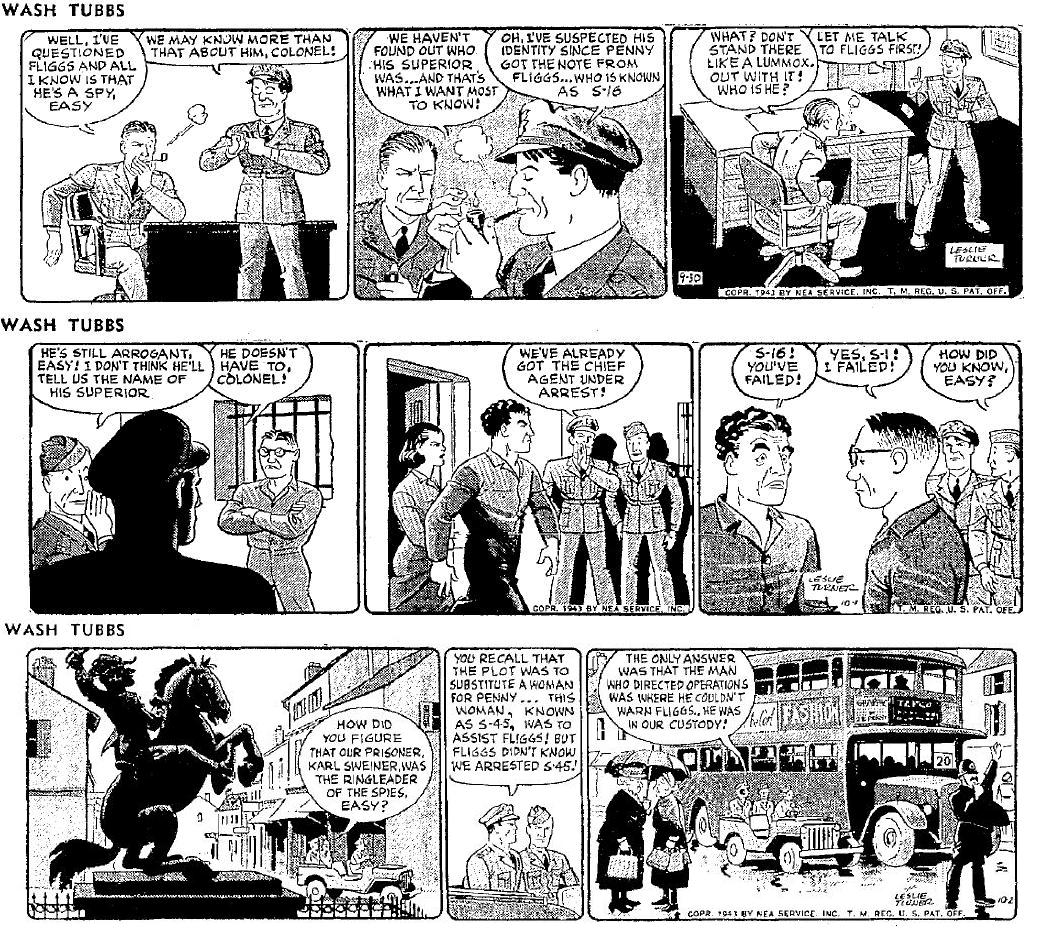 WASH TUBBS
WELL, I'VE
QUESTIONED
FLIGGS AND ALL
I KNOW IS THAT
HE'S A SPY,
EASY
WE MAY KNOW MORE THAN
THAT ABOUT HIM, COLONEL!
WE HAVEN'T
FOUND OUT WHO
HIS SUPERIOR
WAS...AND THAT'S
WHAT I WANT MOST
TO KNOW!
OH, I'VE SUSPECTED HIS
IDENTITY SINCE PENNY
GOT THE NOTE FROM
FLIGGS...WHO IS KNOWN
AS S-16
WHAT? DON'T
STAND THERE
LIKE A LUMMOX.
OUT WITH IT!
WHO IS HE?
LET ME TALK
TO FLIGGS FIRST!
LESLIE
TURNER
9-30
COPR. 1943 BY NEA SERVICE, INC. T. M. REG. U. S. PAT. OFF.
WASH TUBBS
HE'S STILL ARROGANT,
EASY! I DON'T THINK HE'LL
TELL US THE NAME OF
HIS SUPERIOR
HE DOESN'T
HAVE TO,
COLONEL!
WE'VE ALREADY
GOT THE CHIEF
AGENT UNDER
ARREST!
COPR. 1943 BY NEA SERVICE, INC.
S-16!
YOU'VE
FAILED!
YES, S-1!
I FAILED!
HOW DID
YOU KNOW,
EASY?
LESLIE
TURNER
10-1
T. M. REG. U. S. PAT. OFF.
WASH TUBBS
HOW DID
YOU FIGURE
THAT OUR PRISONER,
KARL SWEINER, WAS
THE RINGLEADER
OF THE SPIES,
EASY?
YOU RECALL THAT
THE PLOT WAS TO
SUBSTITUTE A WOMAN
FOR PENNY... THIS
WOMAN, KNOWN
AS S-45, WAS TO
ASSIST FLIGGS! BUT
FLIGGS DIDN'T KNOW
WE ARRESTED S-45!
THE ONLY ANSWER
WAS THAT THE MAN
WHO DIRECTED OPERATIONS
WAS WHERE HE COULDN'T
WARN FLIGGS.. HE WAS
IN OUR CUSTODY!
FASHION
20
LESLIE
TURNER
10-2
COPR. 1943 BY NEA SERVICE, INC. T. M. REG. U. S. PAT. OFF.